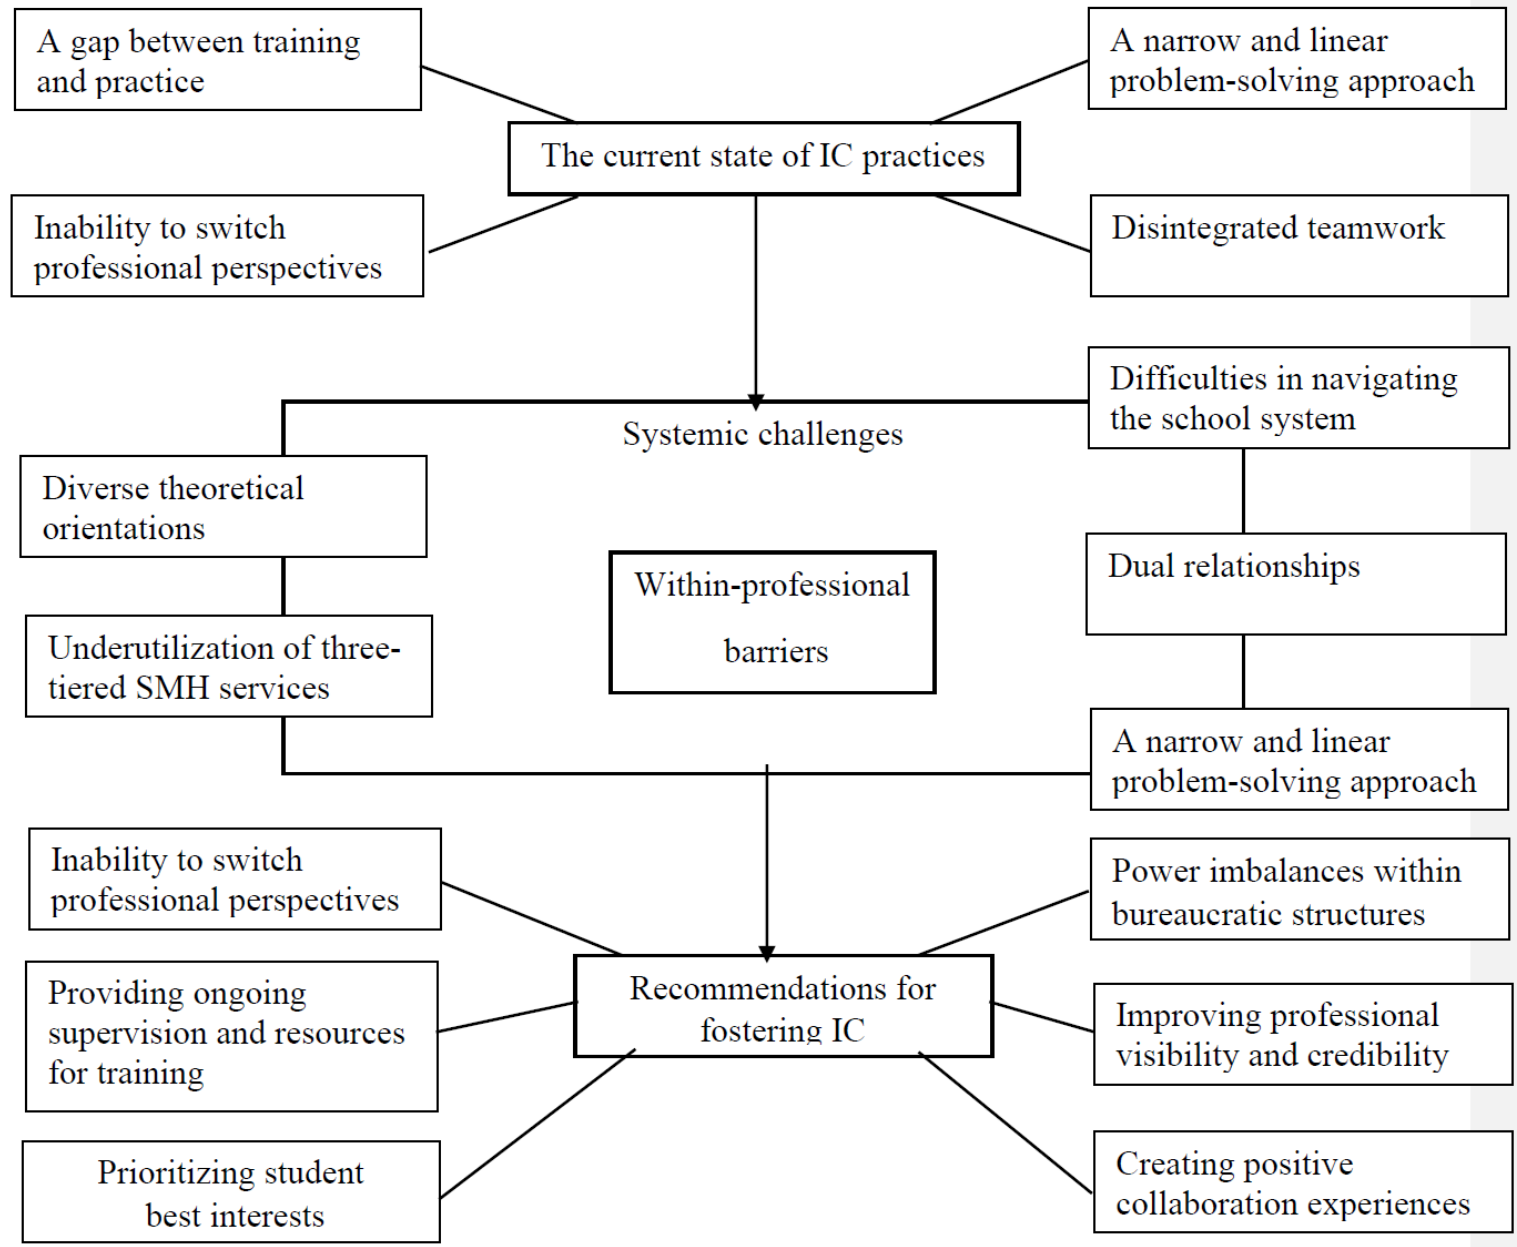 A gap between training
and practice
A narrow and linear
problem-solving approach
The current state of IC practices
Inability to switch
professional perspectives
Disintegrated teamwork
Difficulties in navigating
the school system
Systemic challenges
Diverse theoretical
orientations
Dual relationships
Within-professional
barriers
Underutilization of three-
tiered SMH services
A narrow and linear
problem-solving approach
Inability to switch
professional perspectives
Power imbalances within
bureaucratic structures
Recommendations for
fostering IC
Providing ongoing
supervision and resources
for training
Improving professional
visibility and credibility
Prioritizing student
best interests
Creating positive
collaboration experiences